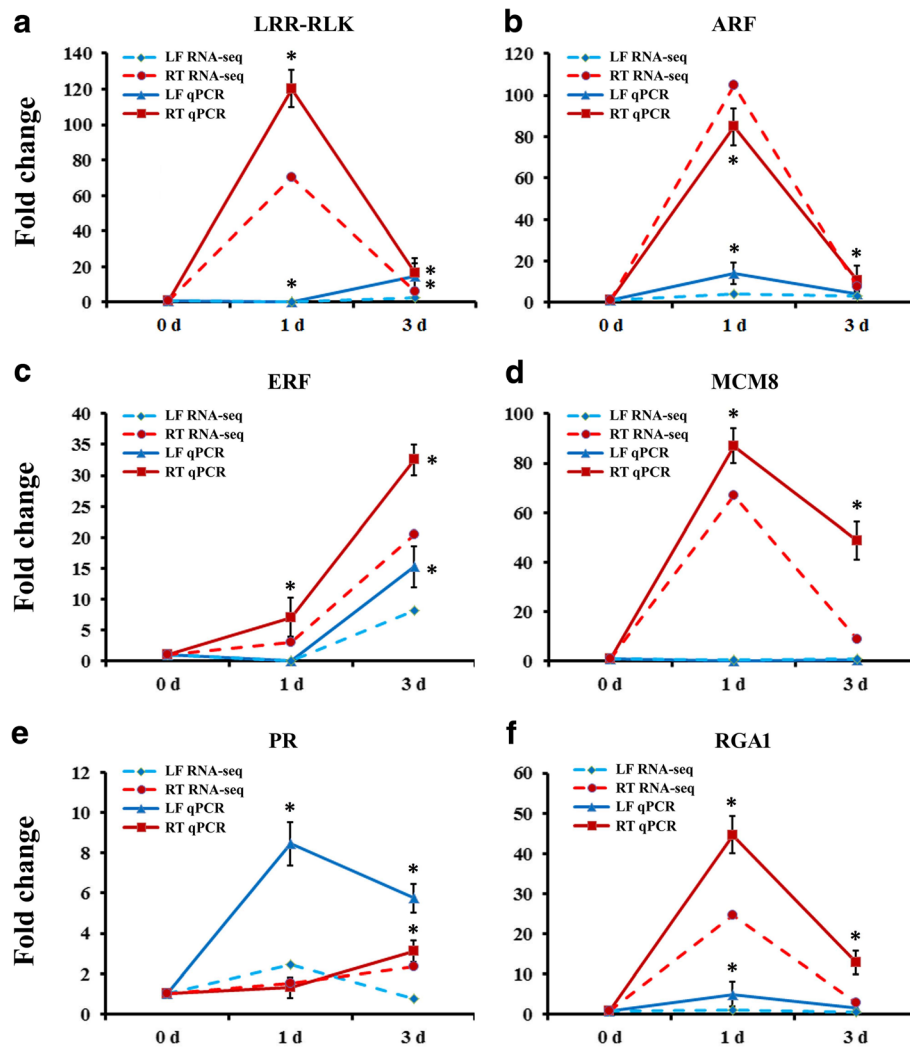 a
LRR-RLK
Fold change
140
120
100
80
60
40
20
0
LF RNA-seq
RT RNA-seq
LF qPCR
RT qPCR
*
*
*
*
0 d
1 d
3 d
b
ARF
120
100
80
60
40
20
0
LF RNA-seq
RT RNA-seq
LF qPCR
RT qPCR
*
*
*
0 d
1 d
3 d
c
ERF
Fold change
40
35
30
25
20
15
10
5
0
LF RNA-seq
RT RNA-seq
LF qPCR
RT qPCR
*
*
*
0 d
1 d
3 d
d
MCM8
100
80
60
40
20
0
LF RNA-seq
RT RNA-seq
LF qPCR
RT qPCR
*
*
0 d
1 d
3 d
e
PR
Fold change
12
10
8
6
4
2
0
LF RNA-seq
RT RNA-seq
LF qPCR
RT qPCR
*
*
*
0 d
1 d
3 d
f
RGA1
60
50
40
30
20
10
0
LF RNA-seq
RT RNA-seq
LF qPCR
RT qPCR
*
*
*
0 d
1 d
3 d